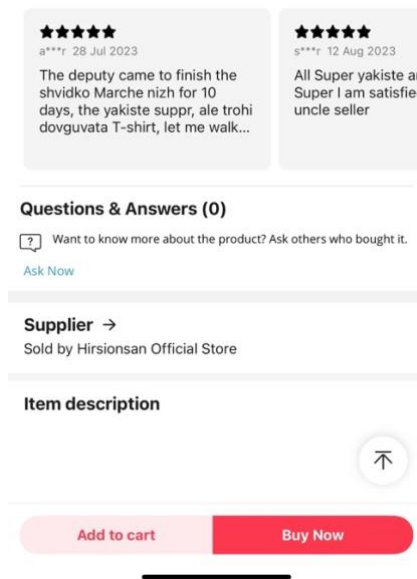 a***r 28 Jul 2023
The deputy came to finish the
shvidko Marche nizh for 10
days, the yakiste suppr, ale trohi
dovguvata T-shirt, let me walk...
s***r 12 Aug 2023
All Super yakiste
Super I am
uncle seller
Questions & Answers (0)
Want to know more about the product? Ask others who bought it.
Ask Now
Supplier →
Sold by Hirsionsan Official Store
Item description
Add to cart
Buy Now